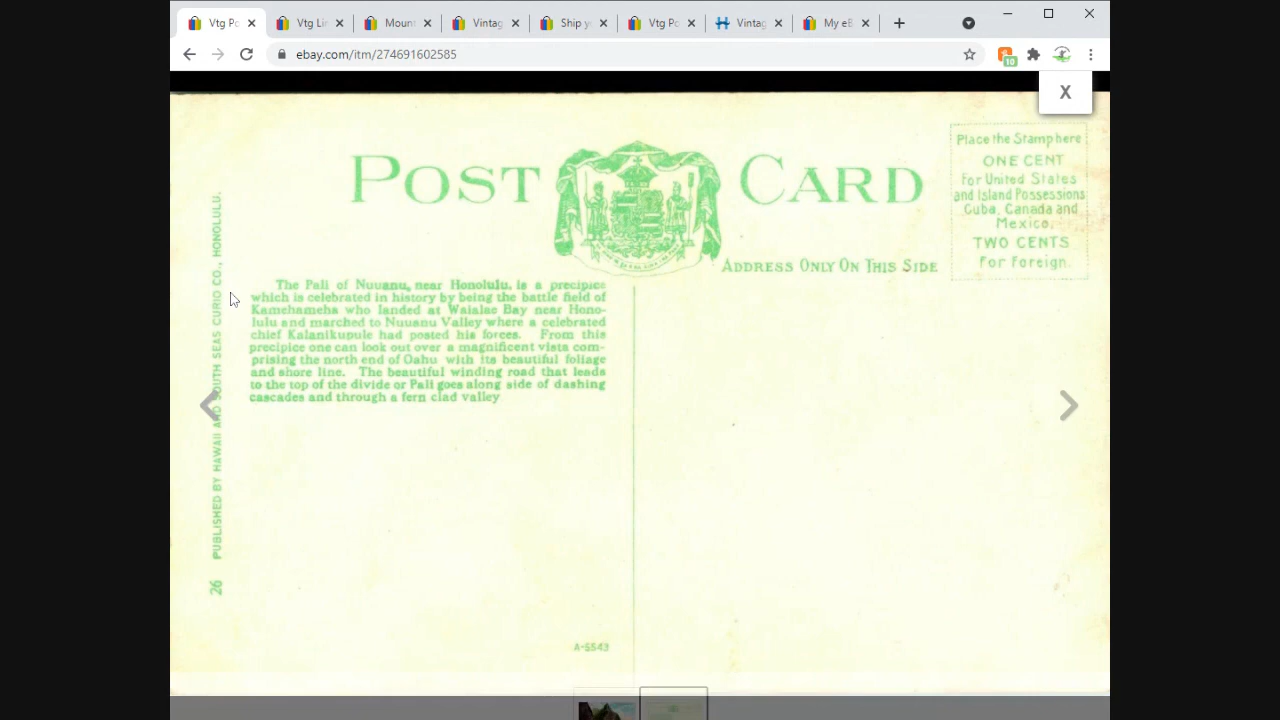 Vtg Po
Vtg Li
Mount
Vintag
Ship y
Vtg Po
Vintag
My eB
ebay.com/itm/274691602585
10
X
POST CARD
Place the Stamp here
ONE CENT
For United States
and Island Possessions
Cuba, Canada and
Mexico.
TWO CENTS
For Foreign.
ADDRESS ONLY ON THIS SIDE
The Pali of Nuuanu, near Honolulu, is a precipice
which is celebrated in history by being the battle field of
Kamehameha who landed at Waialae Bay near Hono-
lulu and marched to Nuuanu Valley where a celebrated
chief Kalanikupule had posted his forces. From this
precipice one can look out over a magnificent vista com-
prising the north end of Oahu with its beautiful foliage
and shore line. The beautiful winding road that leads
to the top of the divide or Pali goes along side of dashing
cascades and through a fern clad valley
26 PUBLISHED BY HAWAII AND SOUTH SEAS CURIO CO., HONOLULU.
A-5543